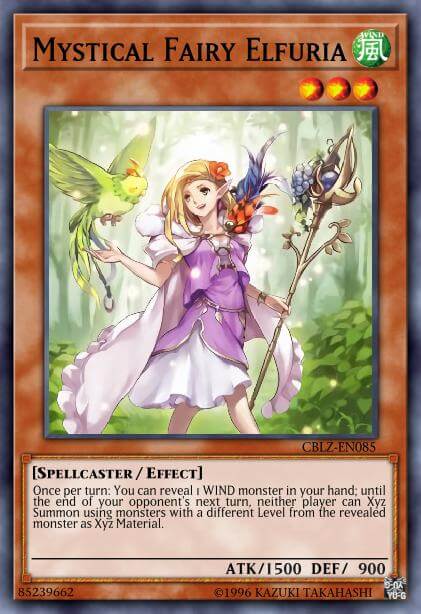 MYSTICAL FAIRY ELFURIA
WIND
風
CBLZ-EN085
[SPELLCASTER / EFFECT]
Once per turn: You can reveal 1 WIND monster in your hand; until
the end of your opponent's next turn, neither player can Xyz
Summon using monsters with a different Level from the revealed
monster as Xyz Material.
ATK/1500 DEF/ 900
85239662
©1996 KAZUKI TAKAHASHI